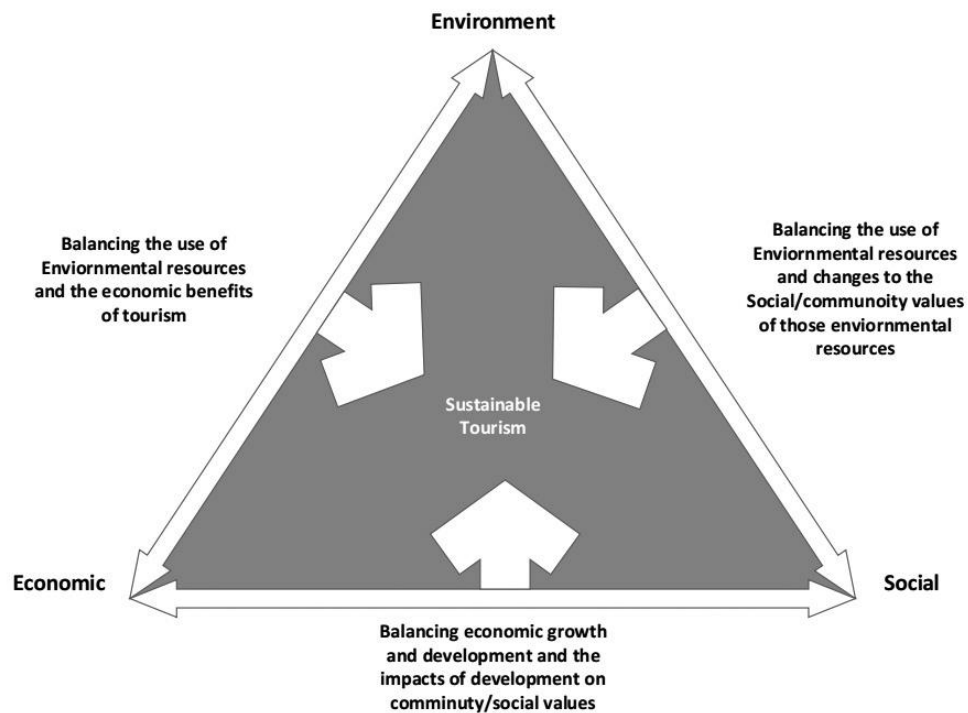 Environment
Balancing the use of
Enviornmental resources
and the economic benefits
of tourism
Balancing the use of
Enviornmental resources
and changes to the
Social/communoity values
of those enviornmental
resources
Sustainable
Tourism
Economic
Social
Balancing economic growth
and development and the
impacts of development on
comminuty/social values